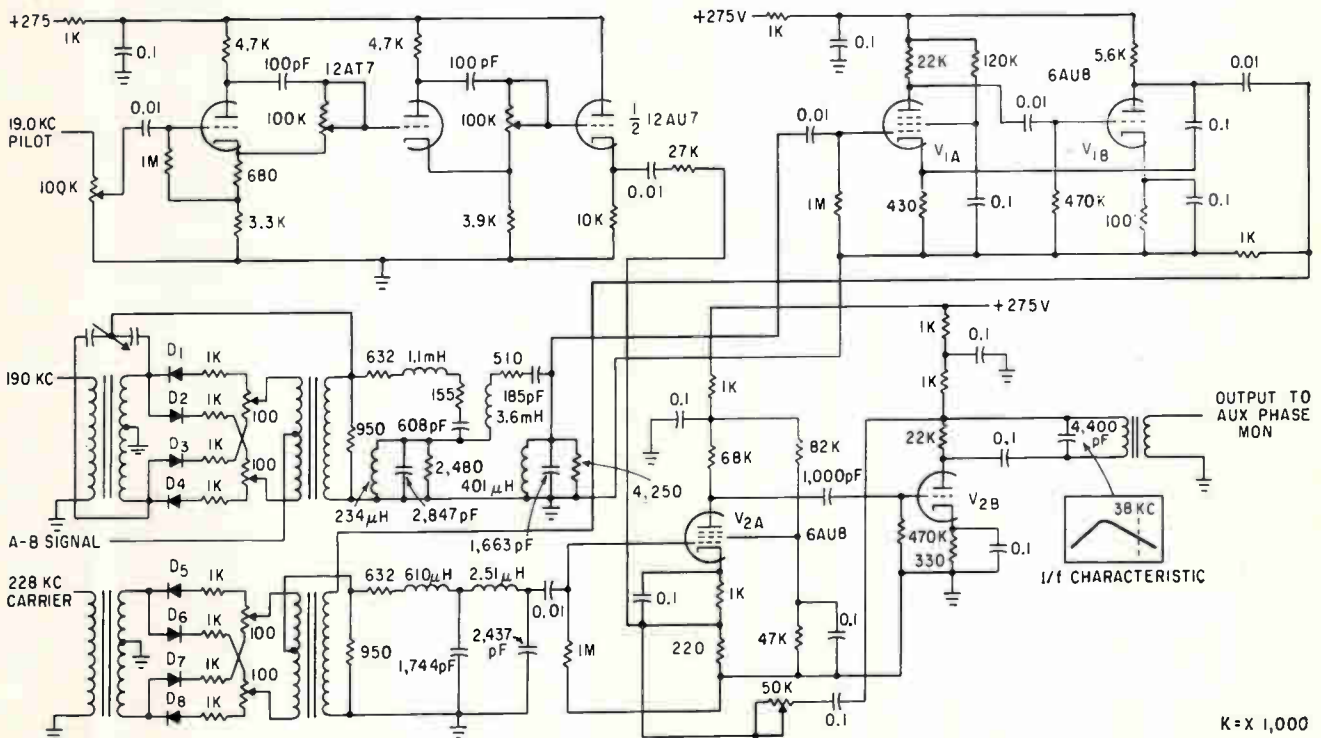 +275
1K
0.1
4.7K
100pF
12AT7
4.7K
100pF
100K
100K
1/2 12AU7
0.01
19.0KC
PILOT
1M
680
100K
3.3K
3.9K
10K
0.01
27K
+275V
1K
0.1
22K
120K
6AU8
5.6K
0.01
0.01
0.01
0.1
V1A
V1B
1M
430
0.1
470K
100
0.1
1K
190 KC
D1
1K
D2
1K
100
D3
1K
100
D4
1K
632
1.1mH
510
155
185pF
3.6mH
950
608pF
2,480
401μH
4,250
234μH
2,847pF
1,663pF
A-B SIGNAL
228 KC
CARRIER
D5
1K
D6
1K
100
D7
1K
100
D8
1K
632
610μH
2.51μH
0.01
950
1,744pF
2,437
pF
1M
+275V
1K
0.1
1K
1K
0.1
82K
68K
1,000pF
22K
0.1
4,400
pF
OUTPUT TO
AUX PHASE
MON
V2A
6AU8
V2B
470K
330
0.1
38 KC
1/f CHARACTERISTIC
0.1
1K
220
47K
0.1
50K
0.1
K=X 1,000